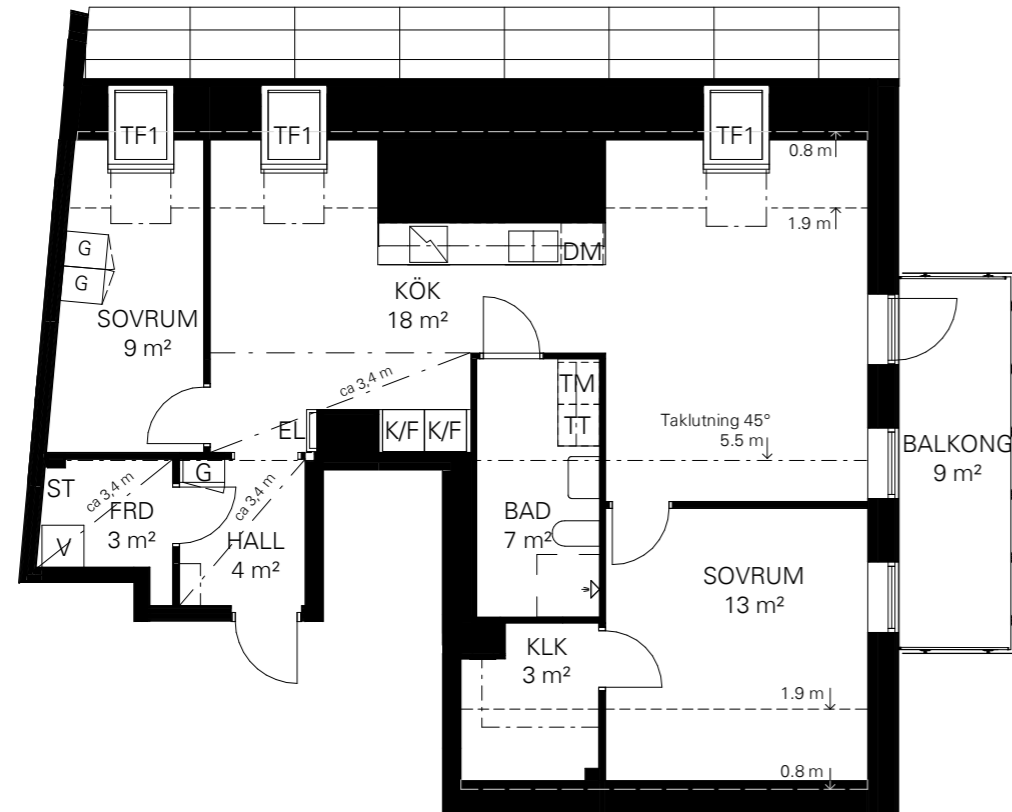 TF1
TF1
TF1
0.8 m
1.9 m
G
G
DM
KÖK
18 m²
SOVRUM
9 m²
ca 3,4 m
TM
TT
EL
K/F
K/F
Taklutning 45°
5.5 m
BALKONG
9 m²
G
ST
ca 3,4 m
ca 3,4 m
FRD
3 m²
V
HALL
4 m²
BAD
7 m²
SOVRUM
13 m²
KLK
3 m²
1.9 m
0.8 m